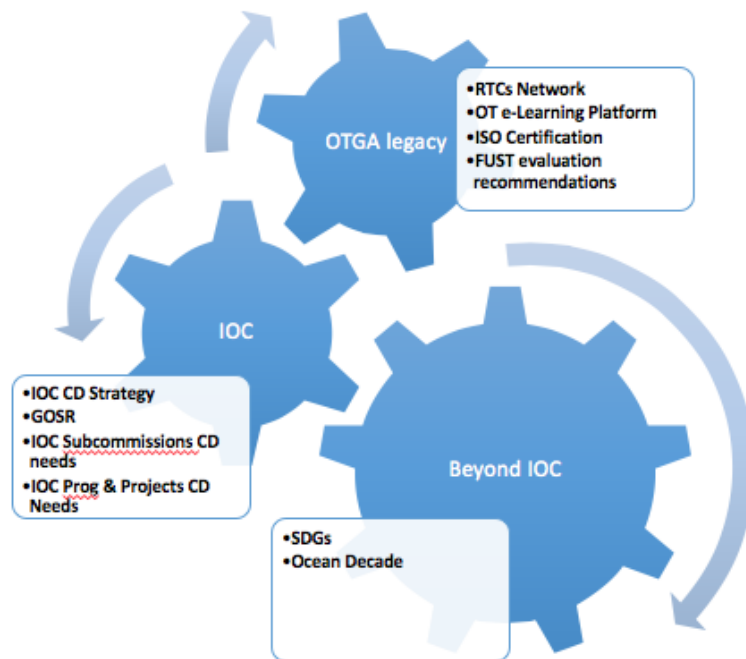 OTGA legacy
•RTCs Network
•OT e-Learning Platform
•ISO Certification
•FUST evaluation
recommendations
IOC
•IOC CD Strategy
•GOSR
•IOC Subcommissions CD
needs
•IOC Prog & Projects CD
Needs
Beyond IOC
•SDGs
•Ocean Decade